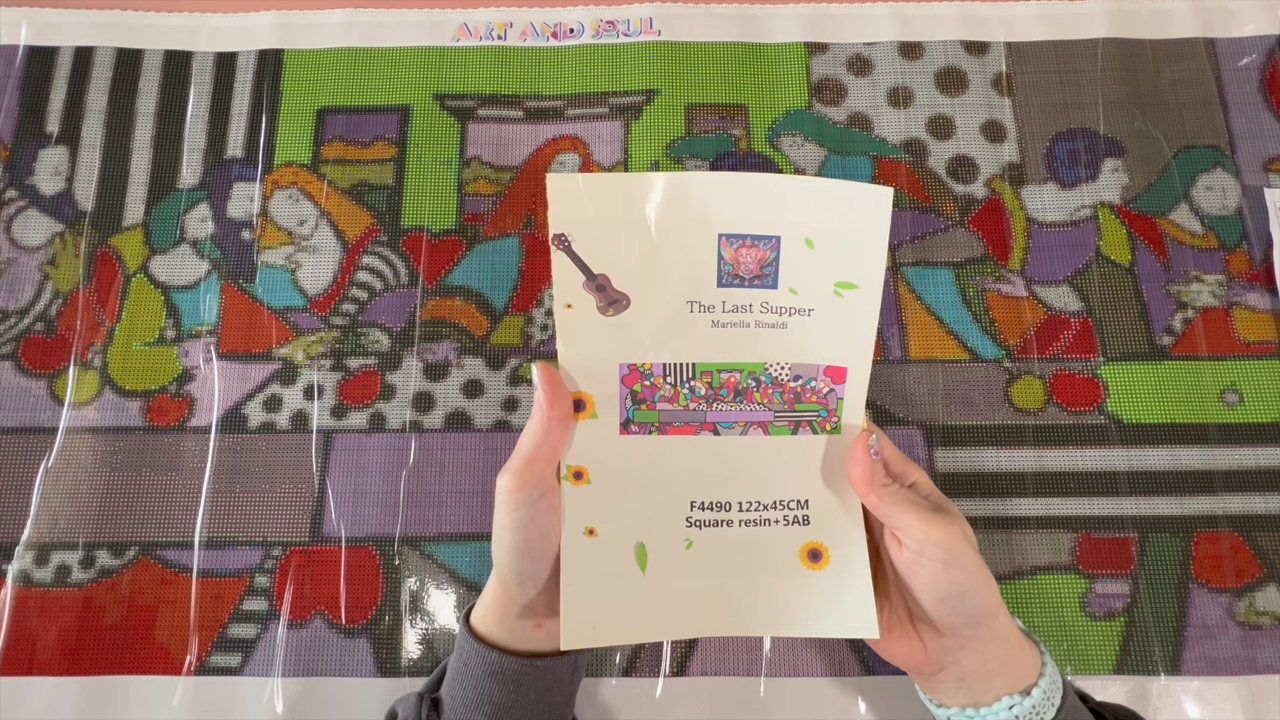 ART AND SOUL
The Last Supper
Mariella Rinaldi
F4490 122x45CM
Square resin+5AB